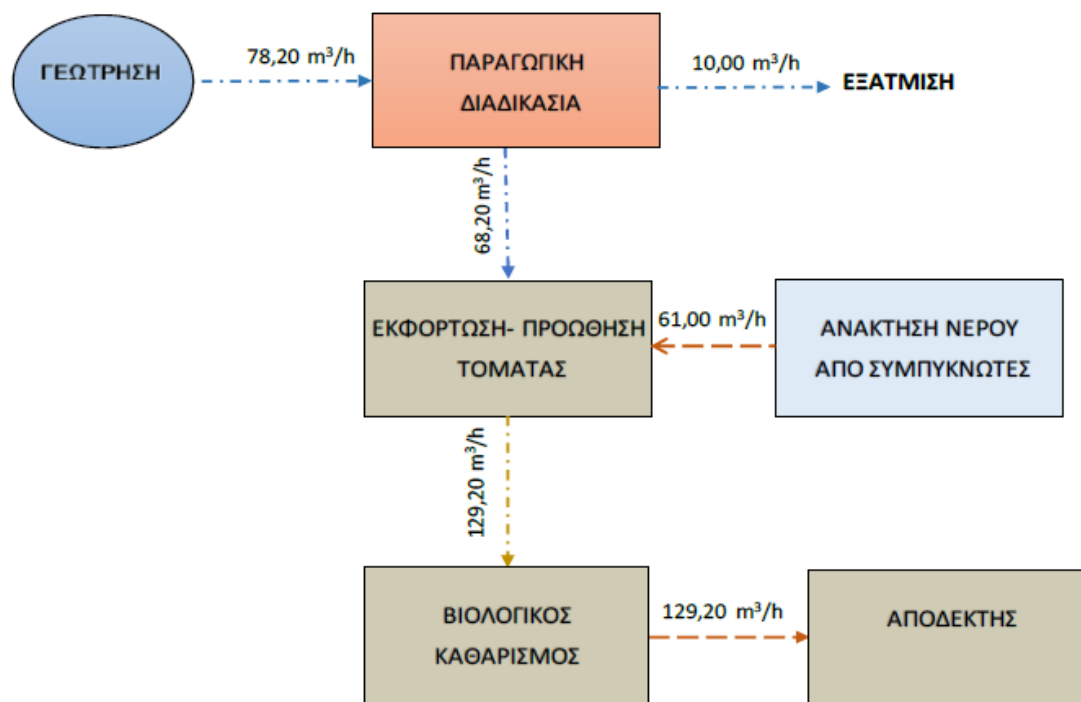 ΓΕΩΤΡΗΣΗ
78,20 m³/h
ΠΑΡΑΓΩΓΙΚΗ
ΔΙΑΔΙΚΑΣΙΑ
10,00 m³/h
ΕΞΑΤΜΙΣΗ
68,20 m³/h
ΕΚΦΟΡΤΩΣΗ- ΠΡΟΩΘΗΣΗ
ΤΟΜΑΤΑΣ
61,00 m³/h
ΑΝΑΚΤΗΣΗ ΝΕΡΟΥ
ΑΠΟ ΣΥΜΠΥΚΝΩΤΕΣ
129,20 m³/h
ΒΙΟΛΟΓΙΚΟΣ
ΚΑΘΑΡΙΣΜΟΣ
129,20 m³/h
ΑΠΟΔΕΚΤΗΣ